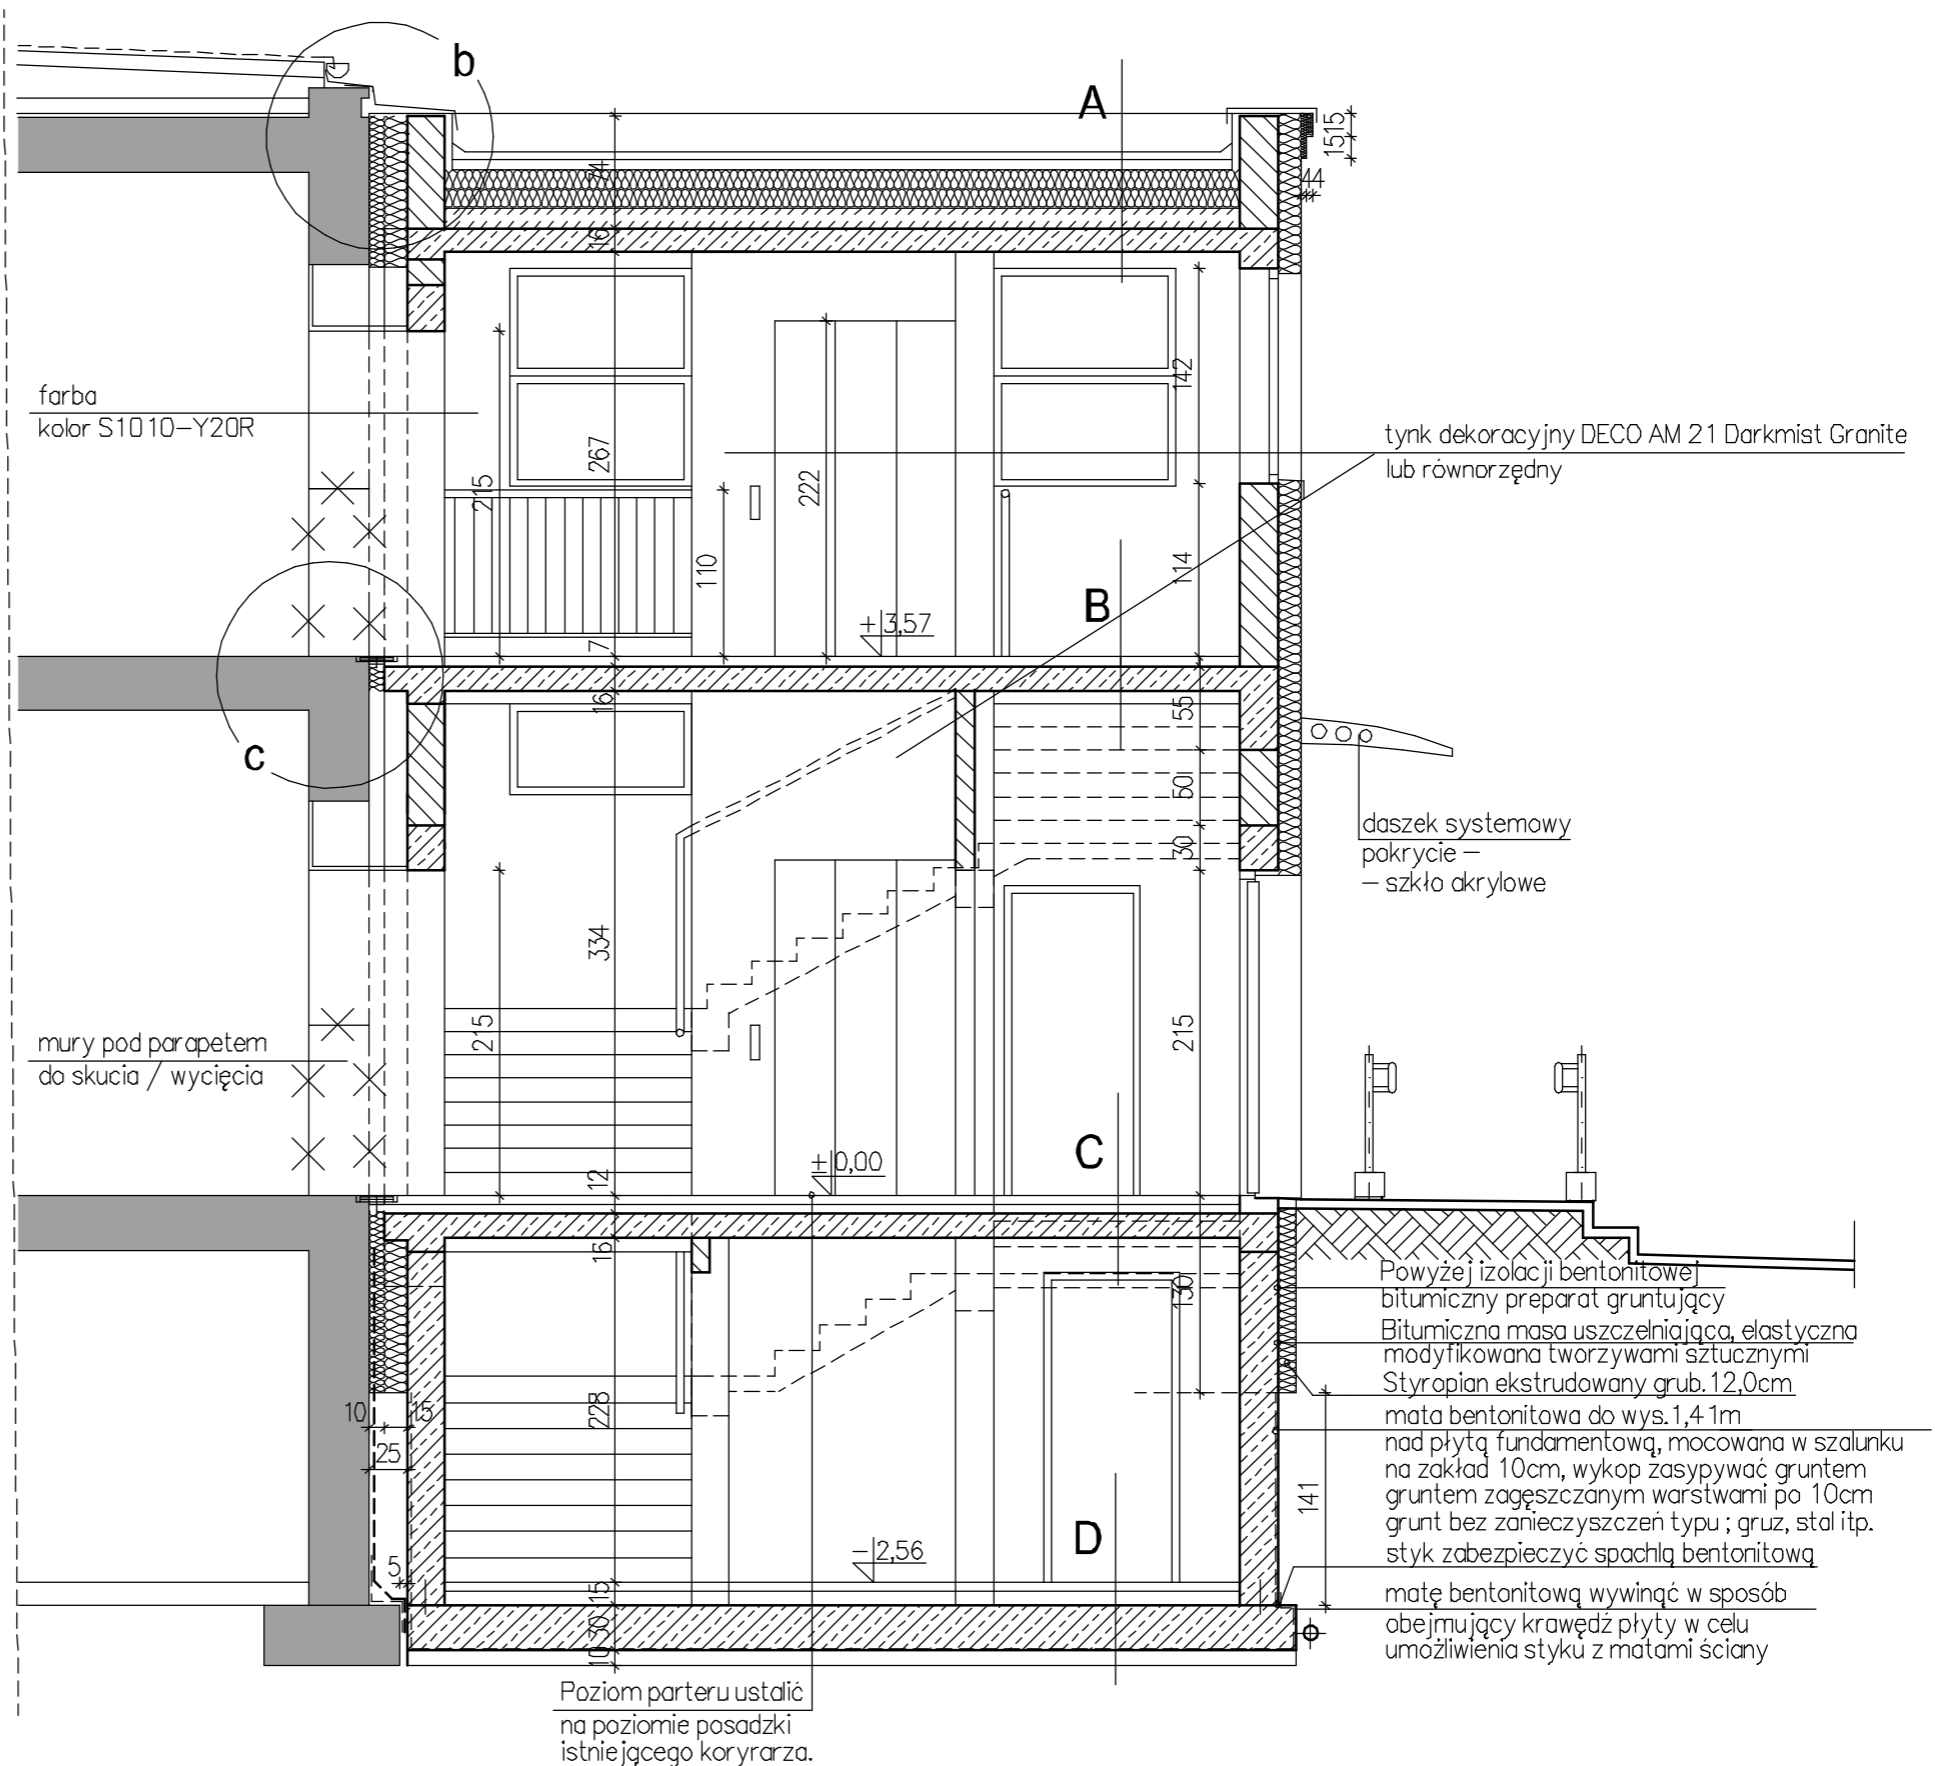 b
A
1515
44
74
16
farba
kolor S1010-Y20R
142
tynk dekoracyjny DECO AM 21 Darkmist Granite
lub równorzędny
267
215
222
110
114
B
+3,57
7
16
55
c
60
daszek systemowy
pokrycie –
– szkło akrylowe
30
334
215
215
mury pod parapetem
do skucia / wycięcia
C
±0,00
12
16
130
Powyżej izolacji bentonitowej
bitumiczny preparat gruntujący
Bitumiczna masa uszczelniająca, elastyczna
modyfikowana tworzywami sztucznymi
Styropian ekstrudowany grub.12,0cm
10
15
228
mata bentonitowa do wys.1,41m
25
nad płytą fundamentową, mocowana w szalunku
na zakład 10cm, wykop zasypywać gruntem
141
gruntem zagęszczanym warstwami po 10cm
grunt bez zanieczyszczeń typu ; gruz, stal itp.
D
-2,56
styk zabezpieczyć spachlą bentonitową
5
15
matę bentonitową wywinąć w sposób
obejmujący krawędź płyty w celu
30
umożliwienia styku z matami ściany
10
Poziom parteru ustalić
na poziomie posadzki
istniejącego koryrarza.